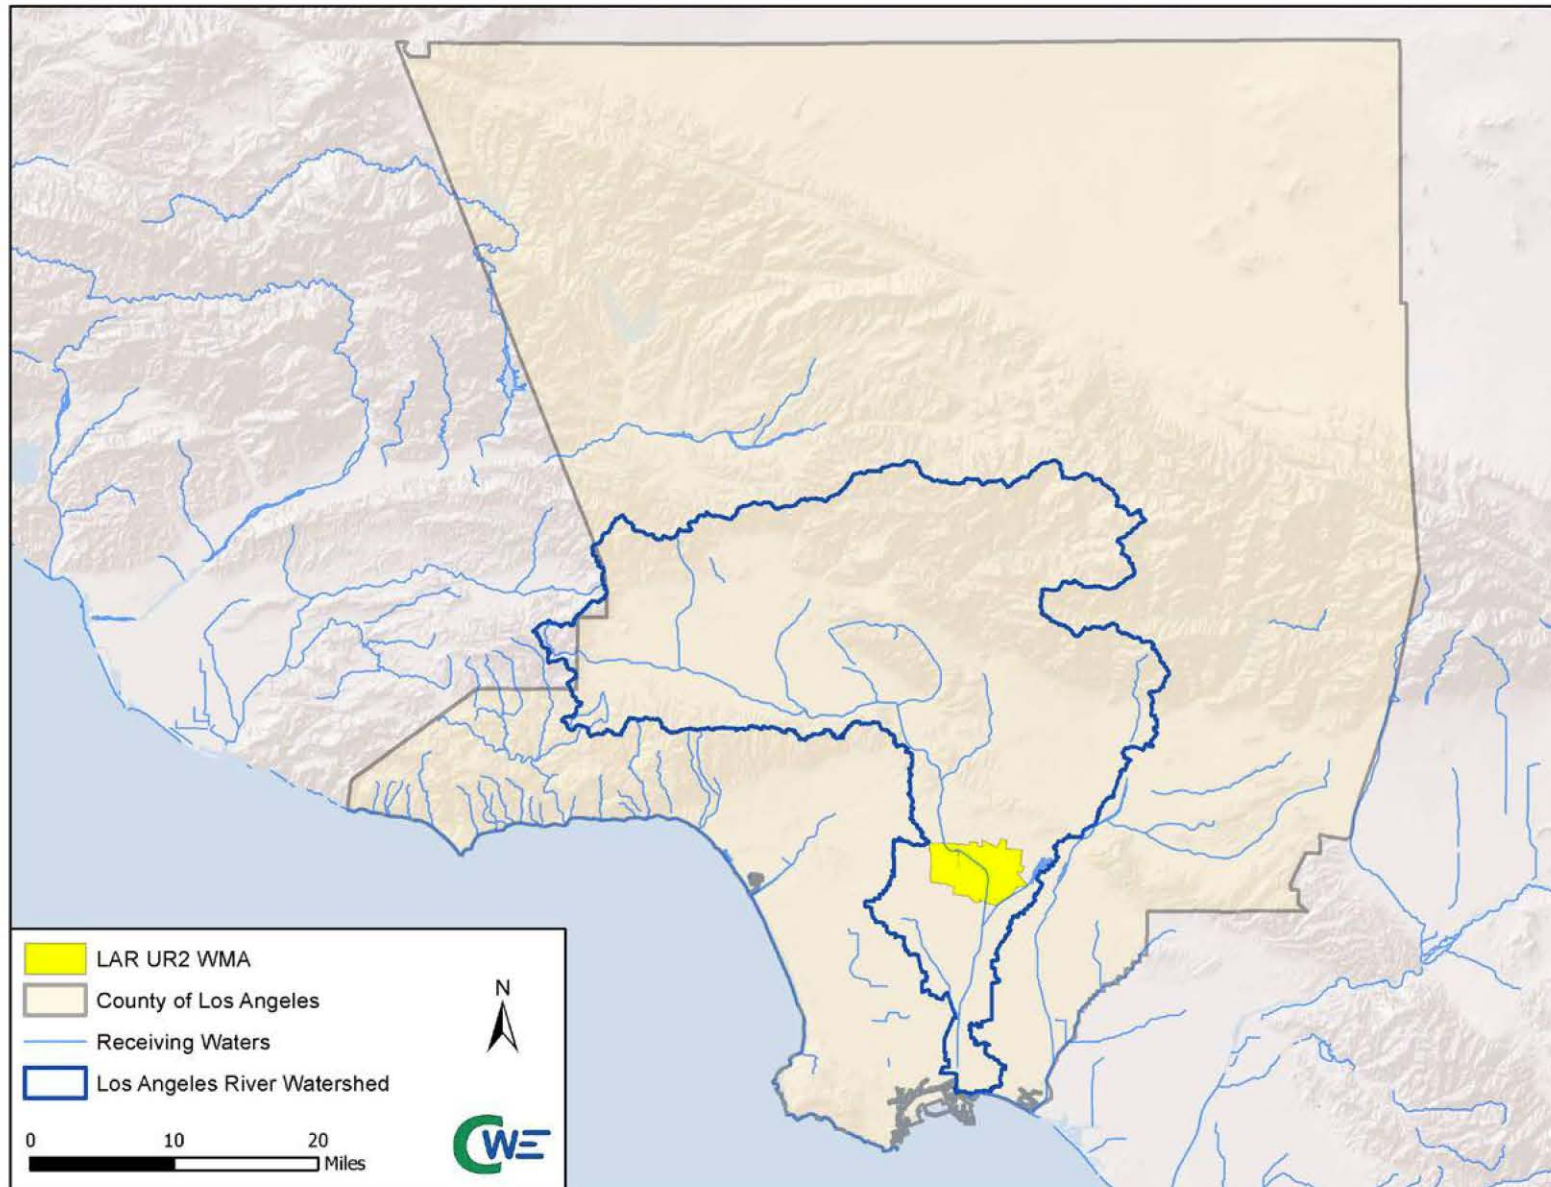 LAR UR2 WMA
County of Los Angeles
Receiving Waters
Los Angeles River Watershed
N
0 10 20
Miles
CWE